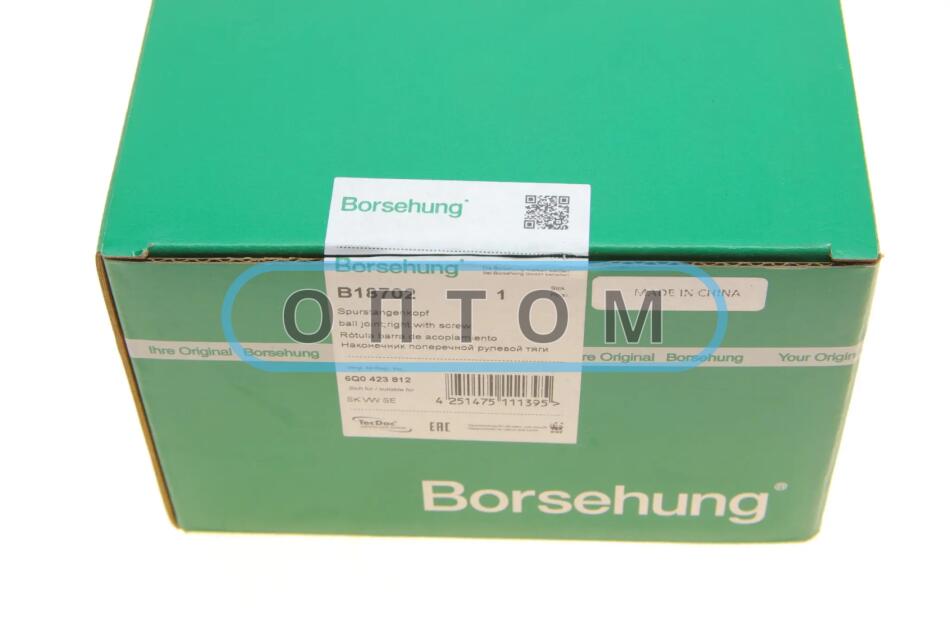 Borsehung
Borsehung
B18702 1
MADE IN CHINA
ОПТОМ
Spurstangenkopf
ball joint;right with screw
Rótula barra de acoplamiento
Наконечник поперечной рулевой тяги
Ihre Original Borsehung
Original Borsehung
Your Origin
6Q0 423 812
SK VW SE
4 251475 111395 >
TecDoc
EAC
Borsehung®